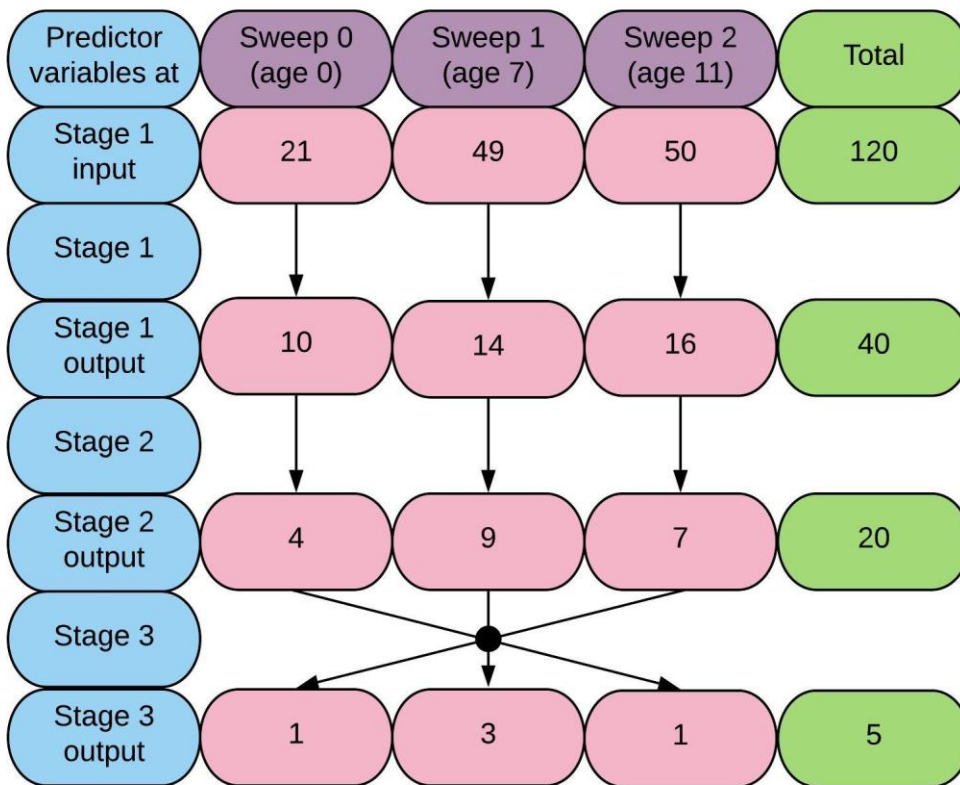 Predictor
variables at
Sweep 0
(age 0)
Sweep 1
(age 7)
Sweep 2
(age 11)
Total
Stage 1
input
21
49
50
120
Stage 1
Stage 1
output
10
14
16
40
Stage 2
Stage 2
output
4
9
7
20
Stage 3
Stage 3
output
1
3
1
5